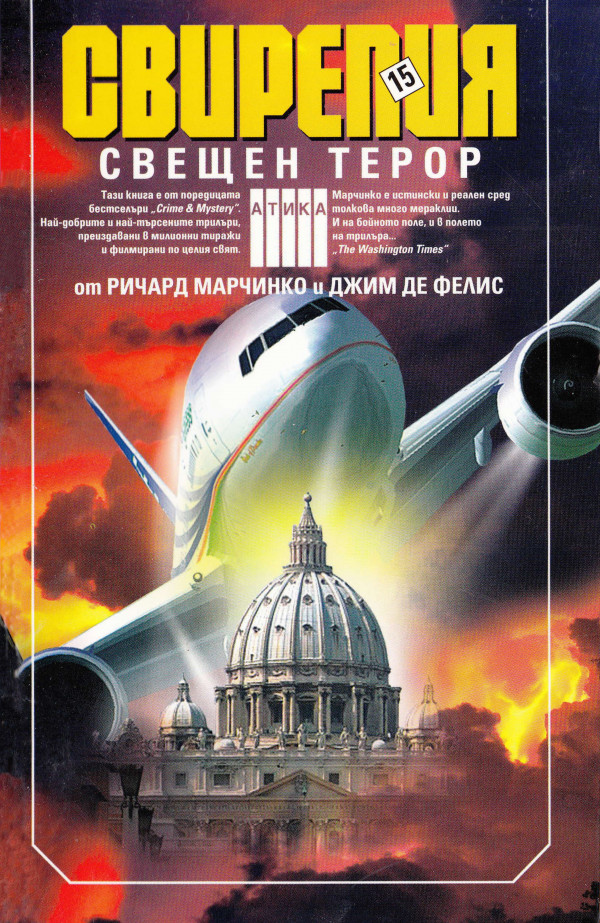 СВИРЕПИЯ
15
СВЕЩЕН ТЕРОР
Тази книга е от поредицата
бестселъри „Crime & Mystery”.
Най-добрите и най-търсените трилъри,
преиздавани в милионни тиражи
и филмирани по целия свят.
АТИКА
Марчинко е истински и реален сред
толкова много мераклии.
И на бойното поле, и в полето
на трилъра...
„The Washington Times”
от РИЧАРД МАРЧИНКО и ДЖИМ ДЕ ФЕЛИС